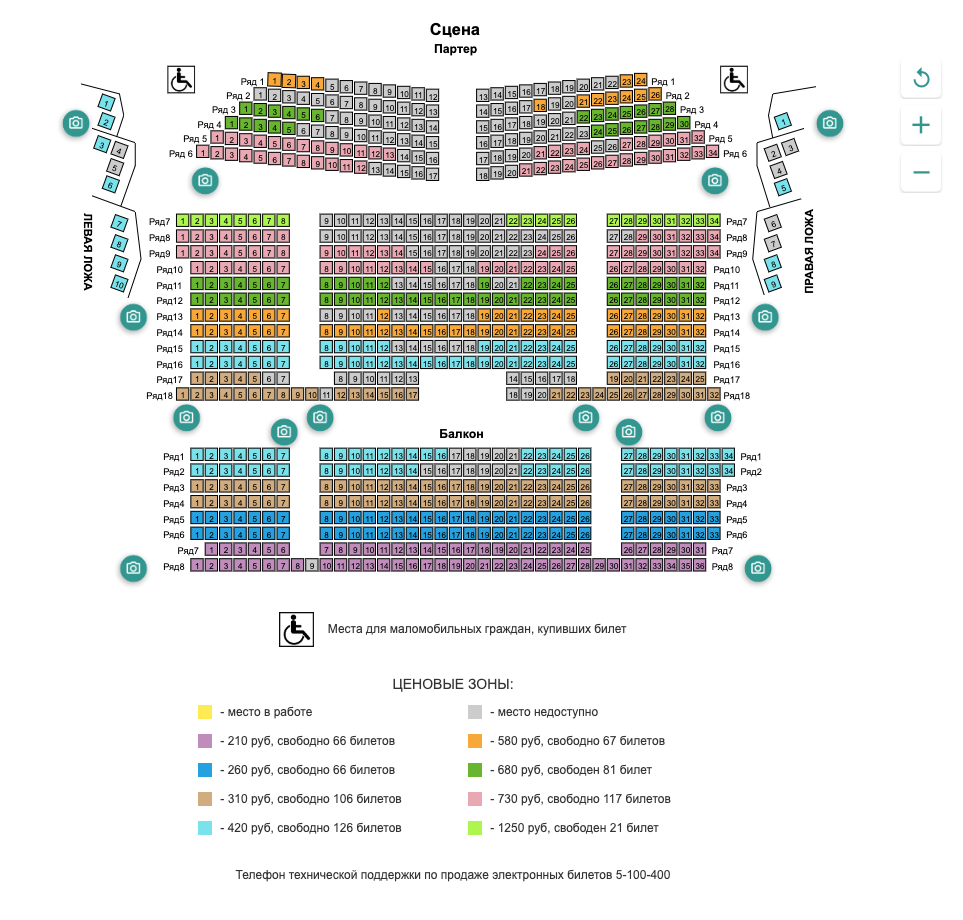 Сцена
Партер
Ряд 1 1 2 3 4 5 6 7 8 9 10 11 12 13 14 15 16 17 18 19 20 21 22 23 24 Ряд 1
Ряд 2 1 2 3 4 5 6 7 8 9 10 11 12 13 14 15 16 17 18 19 20 21 22 23 24 25 26 Ряд 2
Ряд 3 1 2 3 4 5 6 7 8 9 10 11 12 13 14 15 16 17 18 19 20 21 22 23 24 25 26 27 28 Ряд 3
Ряд 4 1 2 3 4 5 6 7 8 9 10 11 12 13 14 15 16 17 18 19 20 21 22 23 24 25 26 27 28 29 30 Ряд 4
Ряд 5 1 2 3 4 5 6 7 8 9 10 11 12 13 14 15 16 17 18 19 20 21 22 23 24 25 26 27 28 29 30 31 32 Ряд 5
Ряд 6 1 2 3 4 5 6 7 8 9 10 11 12 13 14 15 16 17 18 19 20 21 22 23 24 25 26 27 28 29 30 31 32 33 34 Ряд 6
ЛЕВАЯ ЛОЖА
1 2 3 4 5 6 7 8 9 10
ПРАВАЯ ЛОЖА
1 2 3 4 5 6 7 8 9
Ряд7 1 2 3 4 5 6 7 8 9 10 11 12 13 14 15 16 17 18 19 20 21 22 23 24 25 26 27 28 29 30 31 32 33 34 Ряд7
Ряд8 1 2 3 4 5 6 7 8 9 10 11 12 13 14 15 16 17 18 19 20 21 22 23 24 25 26 27 28 29 30 31 32 33 34 Ряд8
Ряд9 1 2 3 4 5 6 7 8 9 10 11 12 13 14 15 16 17 18 19 20 21 22 23 24 25 26 27 28 29 30 31 32 33 34 Ряд9
Ряд10 1 2 3 4 5 6 7 8 9 10 11 12 13 14 15 16 17 18 19 20 21 22 23 24 25 26 27 28 29 30 31 32 Ряд10
Ряд11 1 2 3 4 5 6 7 8 9 10 11 12 13 14 15 16 17 18 19 20 21 22 23 24 25 26 27 28 29 30 31 32 Ряд11
Ряд12 1 2 3 4 5 6 7 8 9 10 11 12 13 14 15 16 17 18 19 20 21 22 23 24 25 26 27 28 29 30 31 32 Ряд12
Ряд13 1 2 3 4 5 6 7 8 9 10 11 12 13 14 15 16 17 18 19 20 21 22 23 24 25 26 27 28 29 30 31 32 Ряд13
Ряд14 1 2 3 4 5 6 7 8 9 10 11 12 13 14 15 16 17 18 19 20 21 22 23 24 25 26 27 28 29 30 31 32 Ряд14
Ряд15 1 2 3 4 5 6 7 8 9 10 11 12 13 14 15 16 17 18 19 20 21 22 23 24 25 26 27 28 29 30 31 32 Ряд15
Ряд16 1 2 3 4 5 6 7 8 9 10 11 12 13 14 15 16 17 18 19 20 21 22 23 24 25 26 27 28 29 30 31 32 Ряд16
Ряд17 1 2 3 4 5 6 7 8 9 10 11 12 13 14 15 16 17 18 19 20 21 22 23 24 25 Ряд17
Ряд18 1 2 3 4 5 6 7 8 9 10 11 12 13 14 15 16 17 18 19 20 21 22 23 24 25 26 27 28 29 30 31 32 Ряд18
Балкон
Ряд1 1 2 3 4 5 6 7 8 9 10 11 12 13 14 15 16 17 18 19 20 21 22 23 24 25 26 27 28 29 30 31 32 33 34 Ряд1
Ряд2 1 2 3 4 5 6 7 8 9 10 11 12 13 14 15 16 17 18 19 20 21 22 23 24 25 26 27 28 29 30 31 32 33 34 Ряд2
Ряд3 1 2 3 4 5 6 7 8 9 10 11 12 13 14 15 16 17 18 19 20 21 22 23 24 25 26 27 28 29 30 31 32 33 Ряд3
Ряд4 1 2 3 4 5 6 7 8 9 10 11 12 13 14 15 16 17 18 19 20 21 22 23 24 25 26 27 28 29 30 31 32 33 Ряд4
Ряд5 1 2 3 4 5 6 7 8 9 10 11 12 13 14 15 16 17 18 19 20 21 22 23 24 25 26 27 28 29 30 31 32 33 Ряд5
Ряд6 1 2 3 4 5 6 7 8 9 10 11 12 13 14 15 16 17 18 19 20 21 22 23 24 25 26 27 28 29 30 31 32 33 Ряд6
Ряд7 1 2 3 4 5 6 7 8 9 10 11 12 13 14 15 16 17 18 19 20 21 22 23 24 25 26 27 28 29 30 31 Ряд7
Ряд8 1 2 3 4 5 6 7 8 9 10 11 12 13 14 15 16 17 18 19 20 21 22 23 24 25 26 27 28 29 30 31 32 33 34 35 36 Ряд8
Места для маломобильных граждан, купивших билет
ЦЕНОВЫЕ ЗОНЫ:
- место в работе
- место недоступно
- 210 руб, свободно 66 билетов
- 580 руб, свободно 67 билетов
- 260 руб, свободно 66 билетов
- 680 руб, свободен 81 билет
- 310 руб, свободно 106 билетов
- 730 руб, свободно 117 билетов
- 420 руб, свободно 126 билетов
- 1250 руб, свободен 21 билет
Телефон технической поддержки по продаже электронных билетов 5-100-400